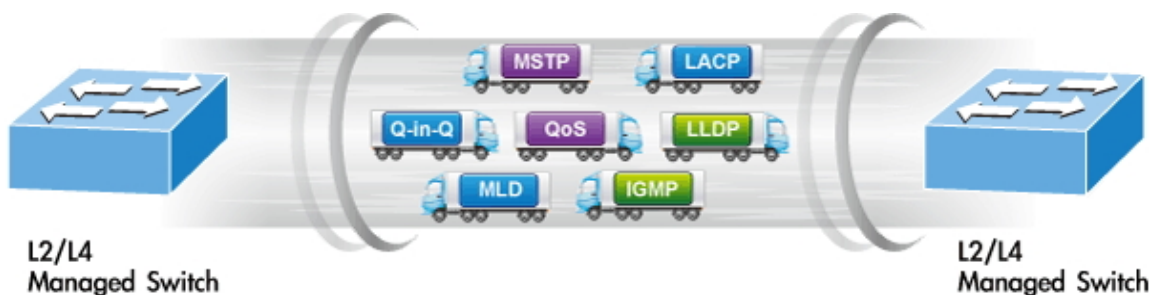 MSTP
LACP
Q-in-Q
QoS
LLDP
MLD
IGMP
L2/L4
Managed Switch
L2/L4
Managed Switch